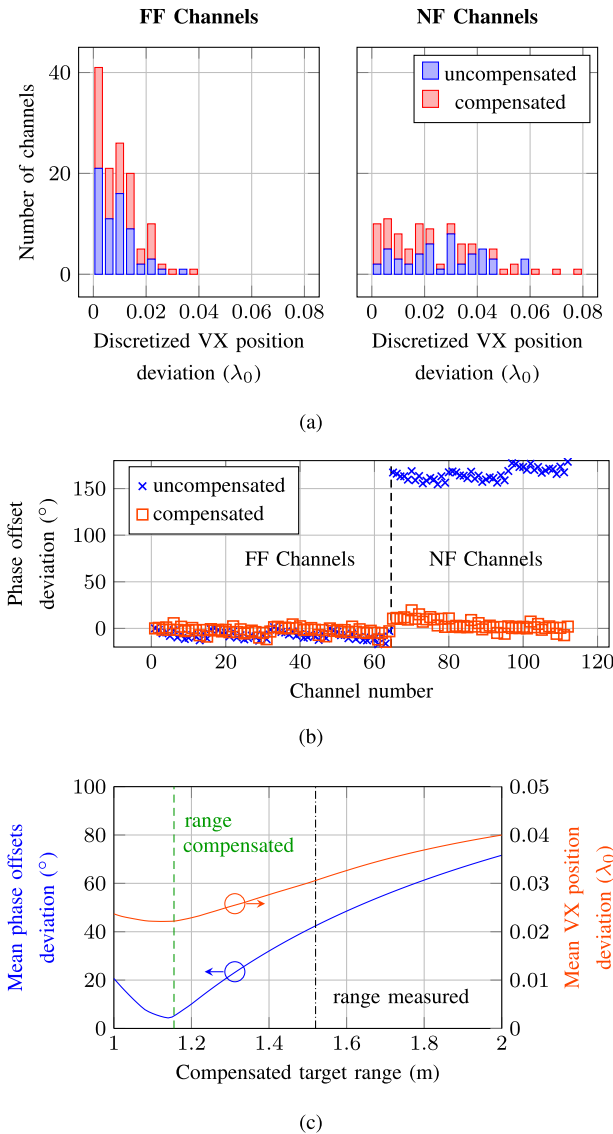 FF Channels
NF Channels
Number of channels
40
20
0
uncompensated
compensated
0 0.02 0.04 0.06 0.08
0 0.02 0.04 0.06 0.08
Discretized VX position
deviation (λ₀)
Discretized VX position
deviation (λ₀)
(a)
Phase offset
deviation (°)
150
100
50
0
uncompensated
compensated
FF Channels
NF Channels
0 20 40 60 80 100 120
Channel number
(b)
Mean phase offsets
deviation (°)
100
80
60
40
20
0
range
compensated
range measured
0.05
0.04
0.03
0.02
0.01
0
Mean VX position
deviation (λ₀)
1 1.2 1.4 1.6 1.8 2
Compensated target range (m)
(c)